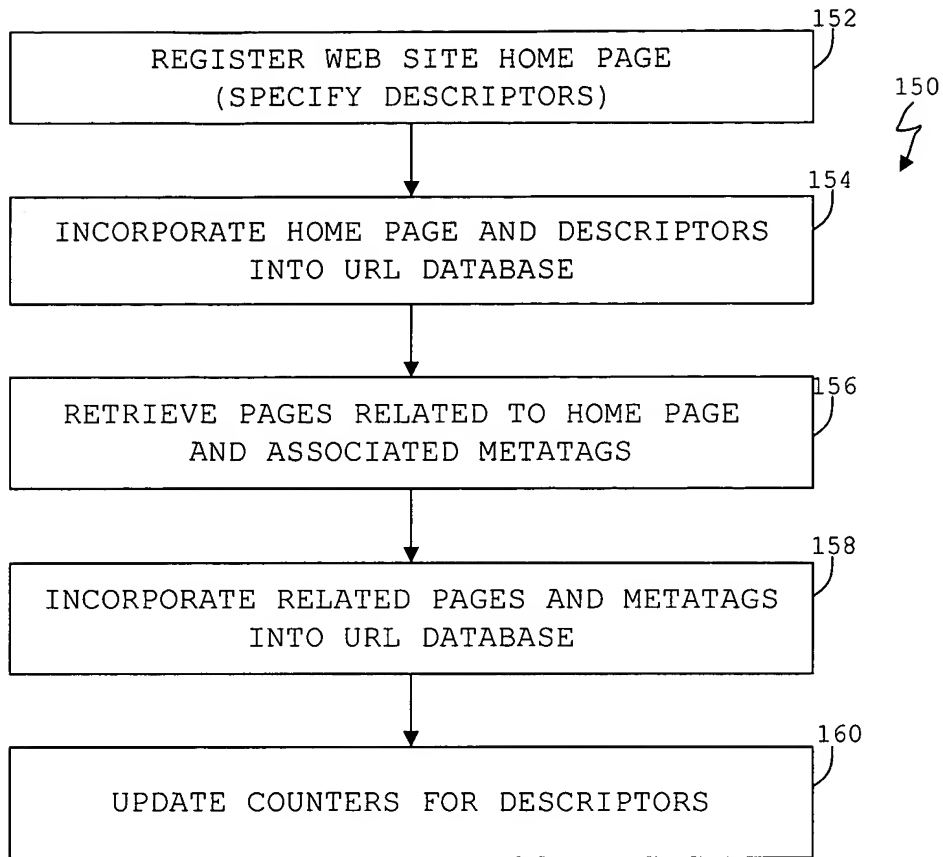 152
REGISTER WEB SITE HOME PAGE
(SPECIFY DESCRIPTORS)
150
154
INCORPORATE HOME PAGE AND DESCRIPTORS
INTO URL DATABASE
156
RETRIEVE PAGES RELATED TO HOME PAGE
AND ASSOCIATED METATAGS
158
INCORPORATE RELATED PAGES AND METATAGS
INTO URL DATABASE
160
UPDATE COUNTERS FOR DESCRIPTORS